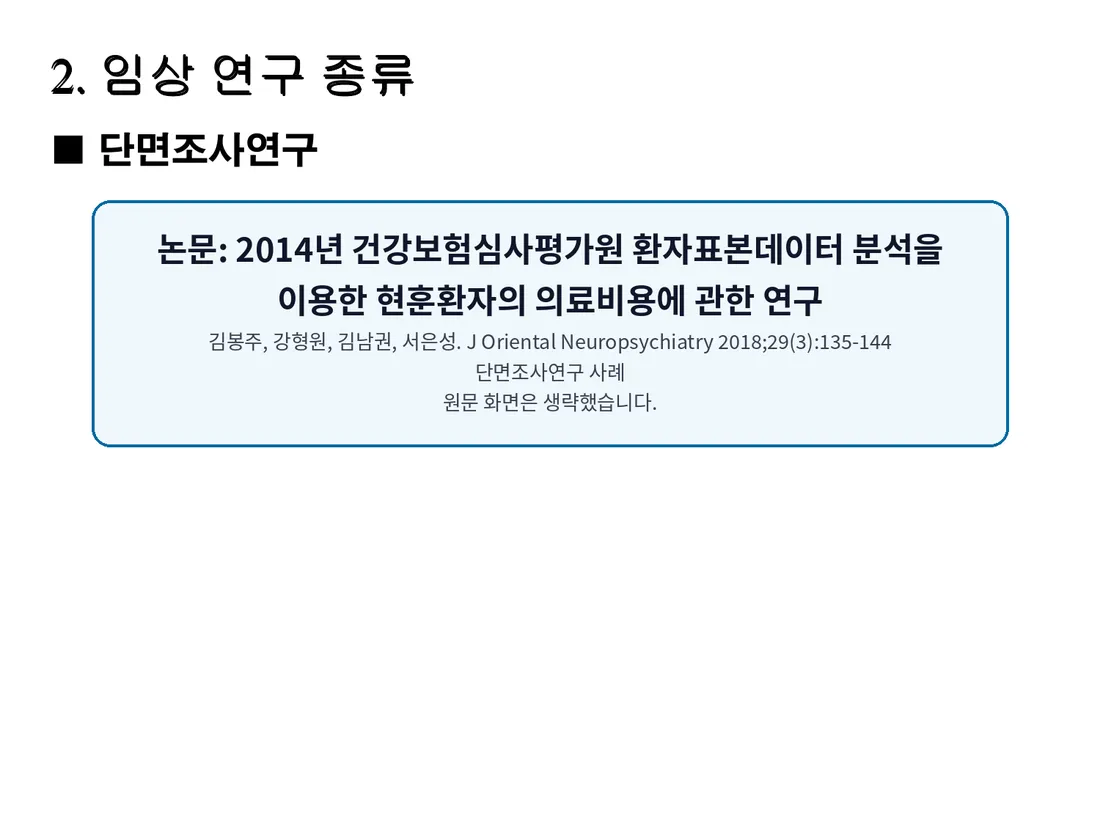 2. 임상 연구 종류
■ 단면조사연구
논문: 2014년 건강보험심사평가원 환자표본데이터 분석을
이용한 현훈환자의 의료비용에 관한 연구
김봉주, 강형원, 김남권, 서은성. J Oriental Neuropsychiatry 2018;29(3):135-144
단면조사연구 사례
원문 화면은 생략했습니다.